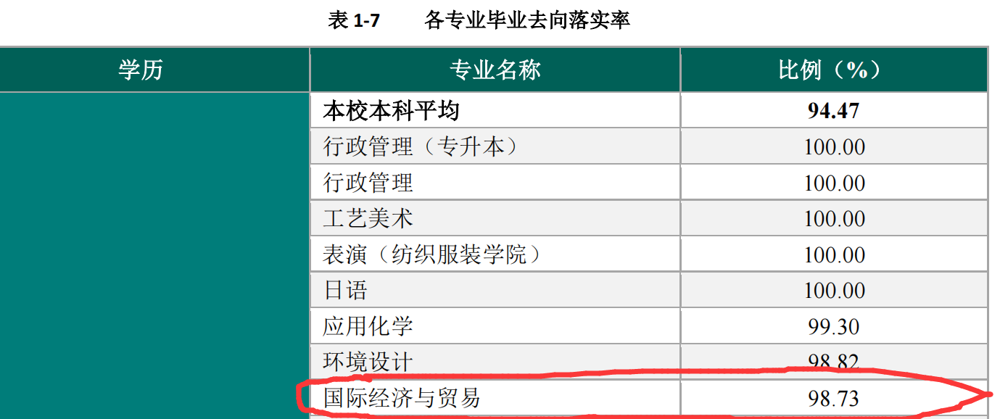 表 1-7 各专业毕业去向落实率
学历 专业名称 比例（%）
本校本科平均 94.47
行政管理（专升本） 100.00
行政管理 100.00
工艺美术 100.00
表演（纺织服装学院） 100.00
日语 100.00
应用化学 99.30
环境设计 98.82
国际经济与贸易 98.73